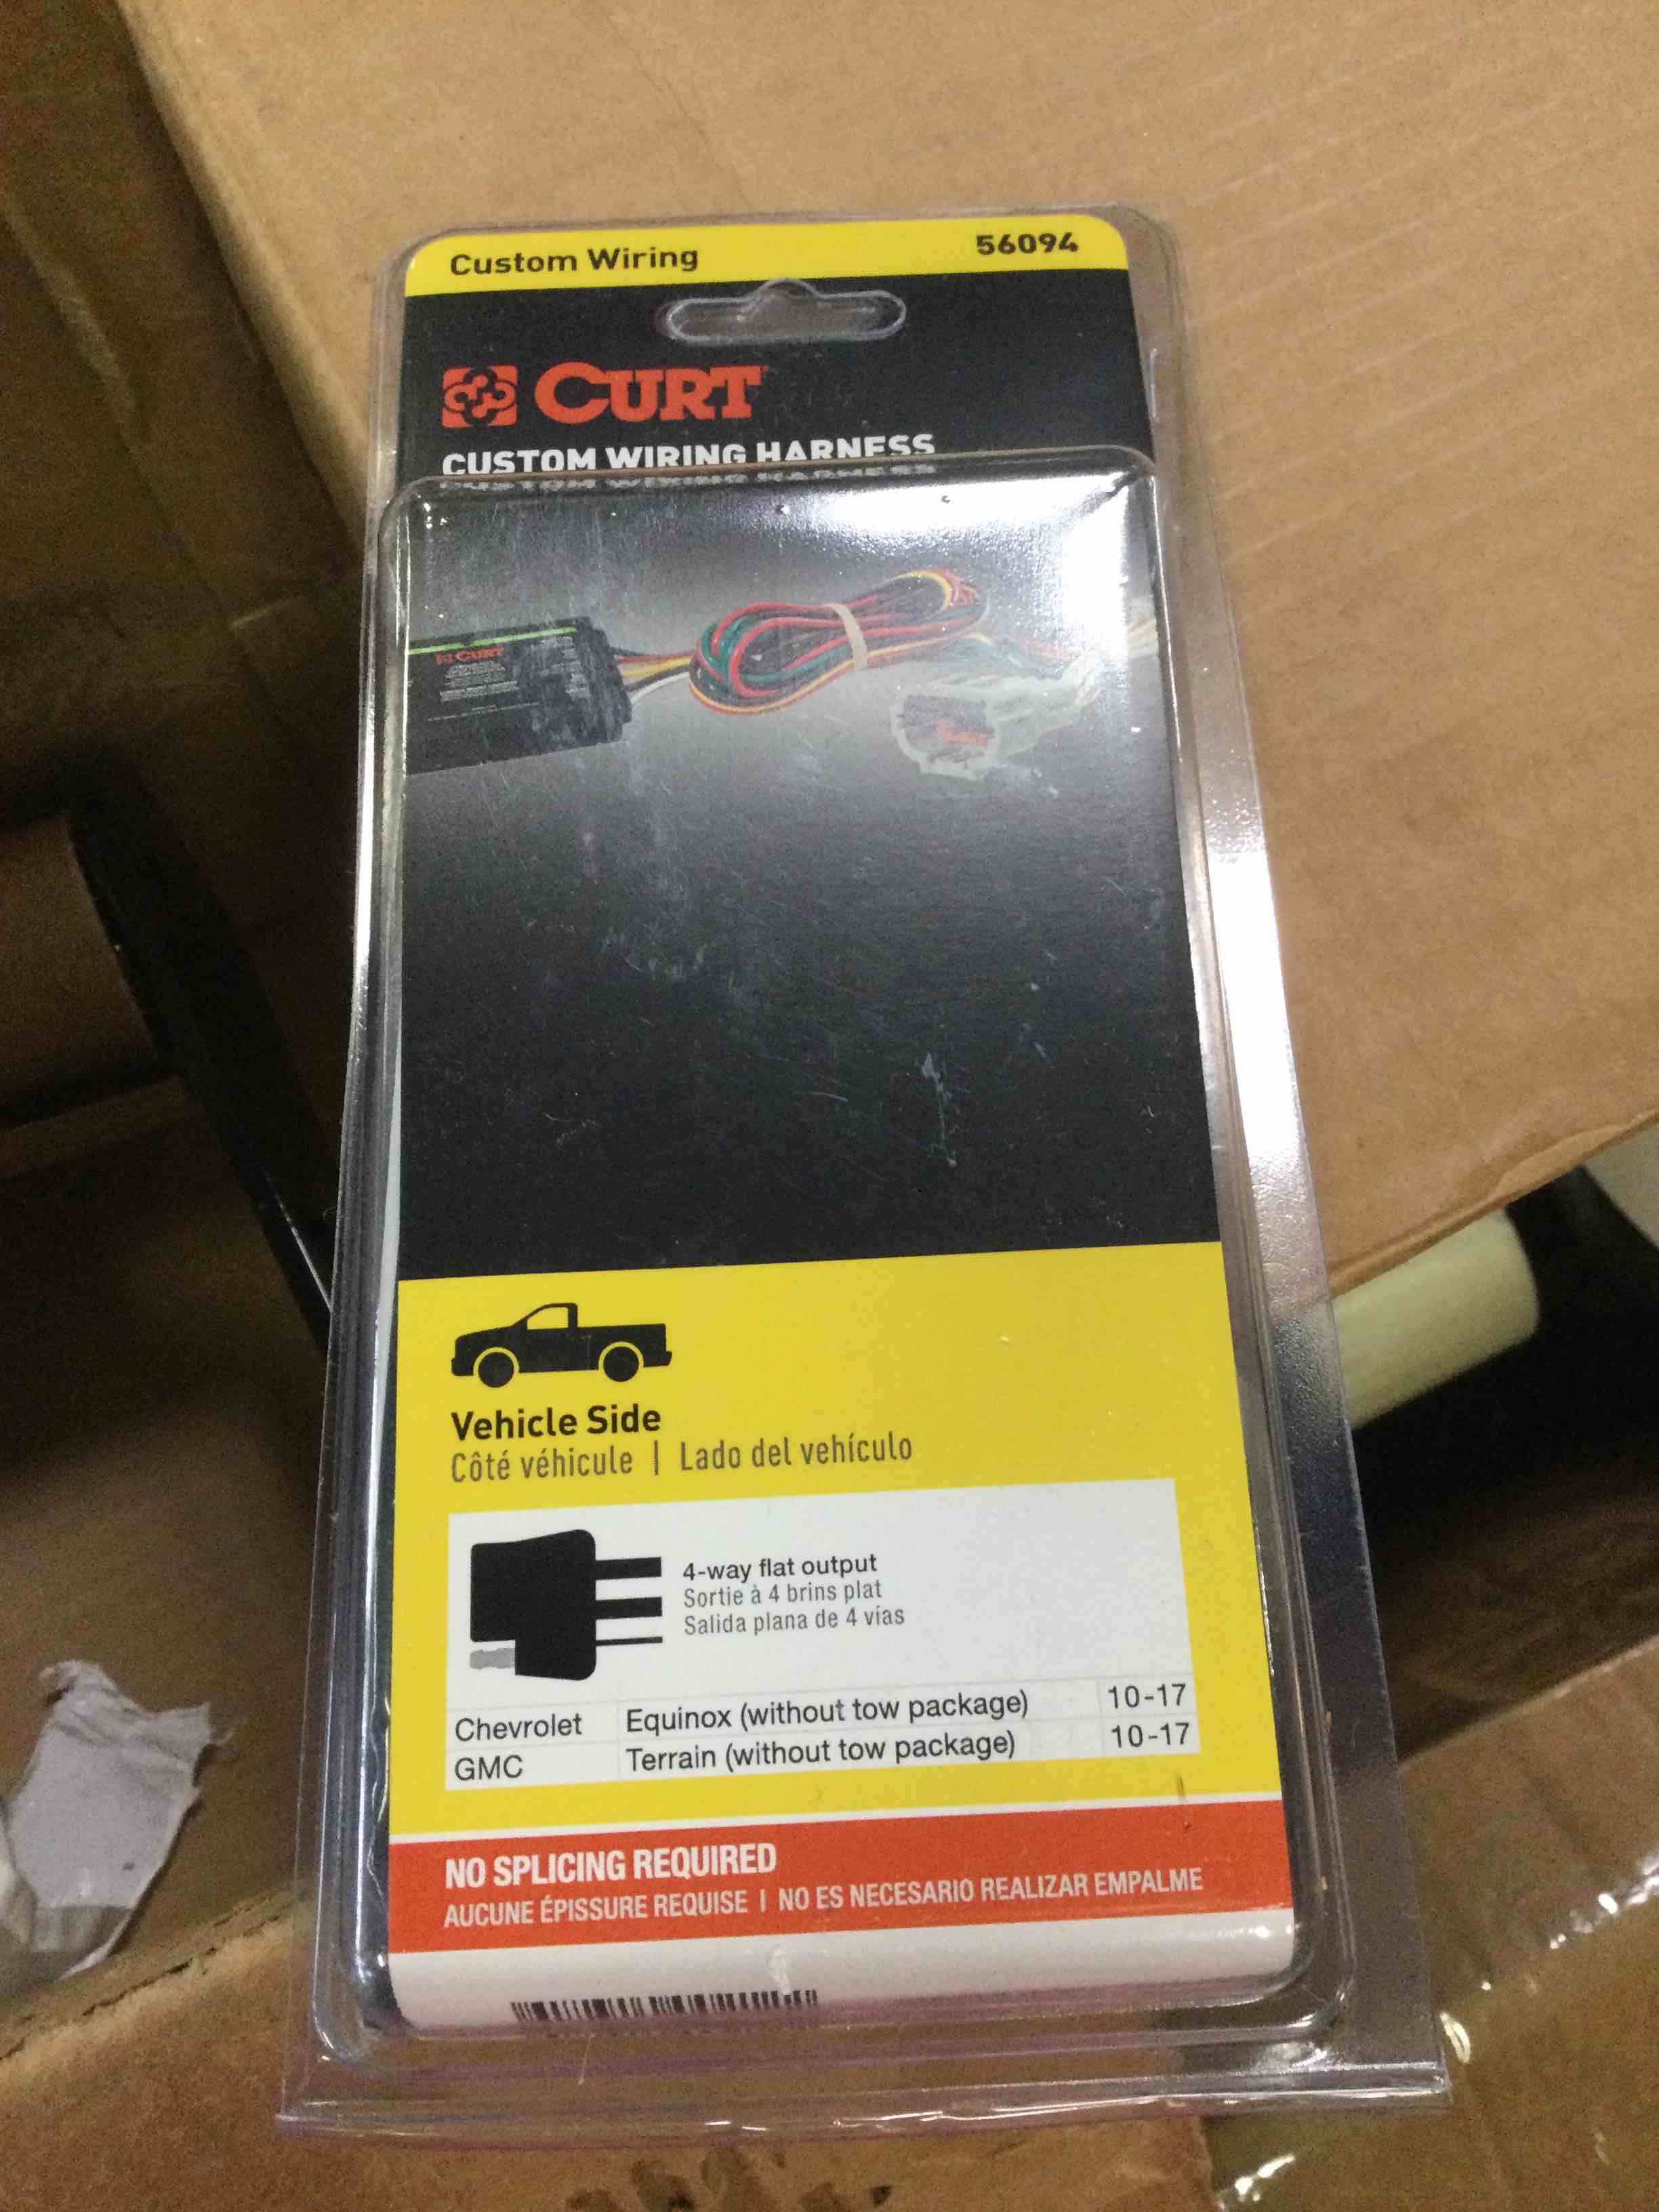 Custom Wiring 56094
CURT
CUSTOM WIRING HARNESS
CURT
Vehicle Side
Côté véhicule | Lado del vehículo
4-way flat output
Sortie à 4 brins plat
Salida plana de 4 vías
Chevrolet Equinox (without tow package) 10-17
GMC Terrain (without tow package) 10-17
NO SPLICING REQUIRED
AUCUNE ÉPISSURE REQUISE | NO ES NECESARIO REALIZAR EMPALME